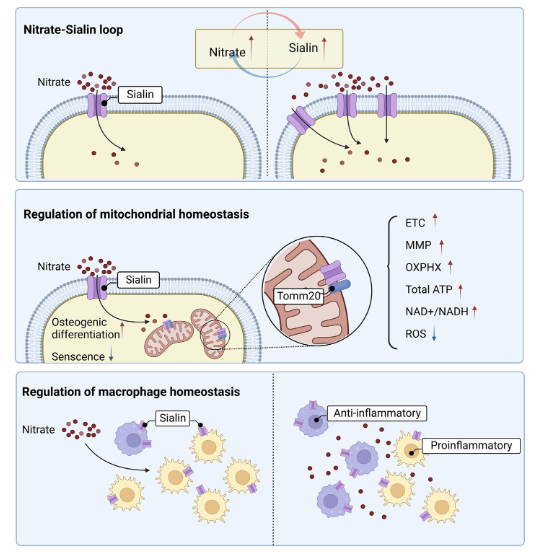 Nitrate-Sialin loop
Nitrate
Sialin
Nitrate
Sialin
Regulation of mitochondrial homeostasis
Nitrate
Sialin
Osteogenic
differentiation
Senscence
Tomm20
ETC
MMP
OXPHX
Total ATP
NAD+/NADH
ROS
Regulation of macrophage homeostasis
Nitrate
Sialin
Anti-inflammatory
Proinflammatory